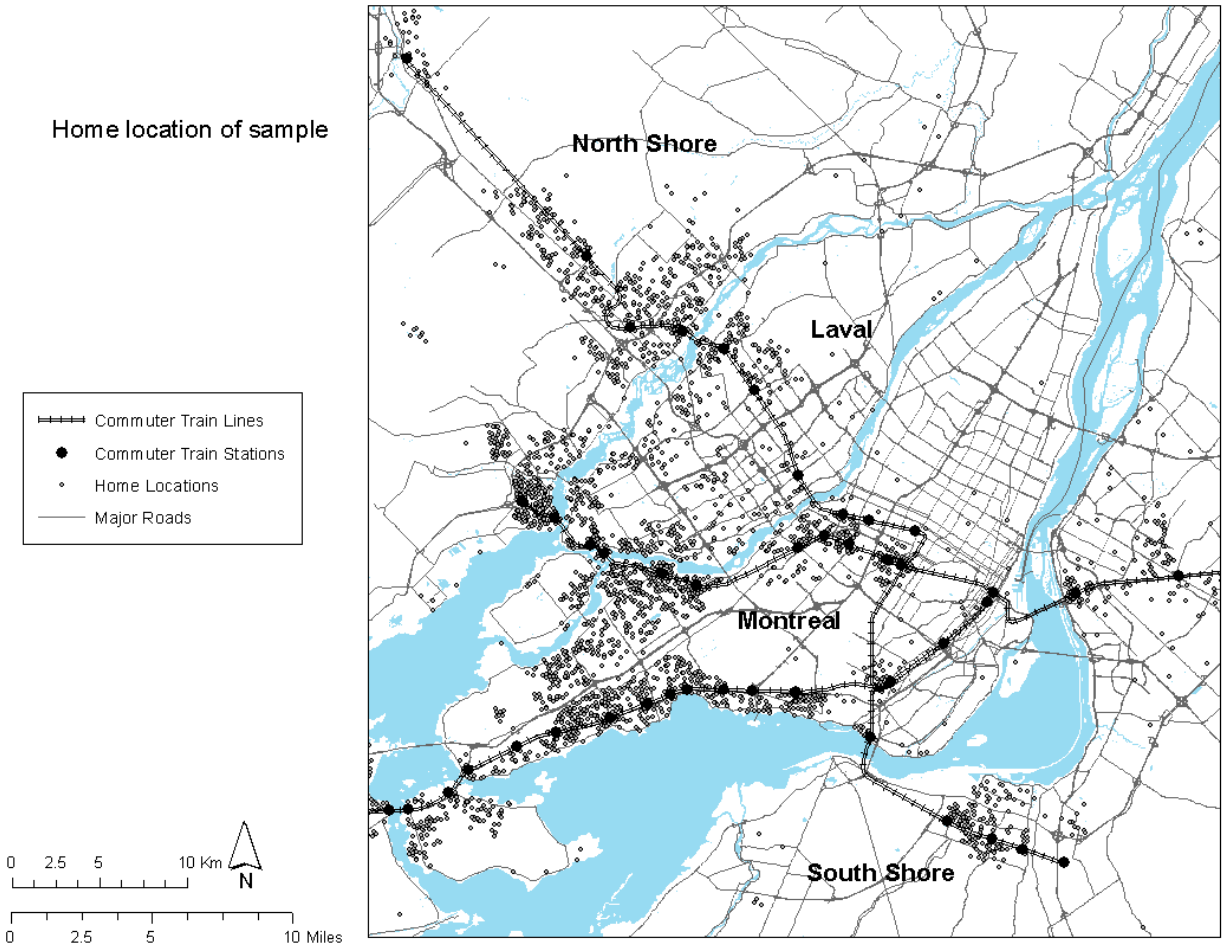 Home location of sample
North Shore
Laval
Commuter Train Lines
Commuter Train Stations
Home Locations
Major Roads
Montreal
South Shore
0 2.5 5 10 Km
N
0 2.5 5 10 Miles